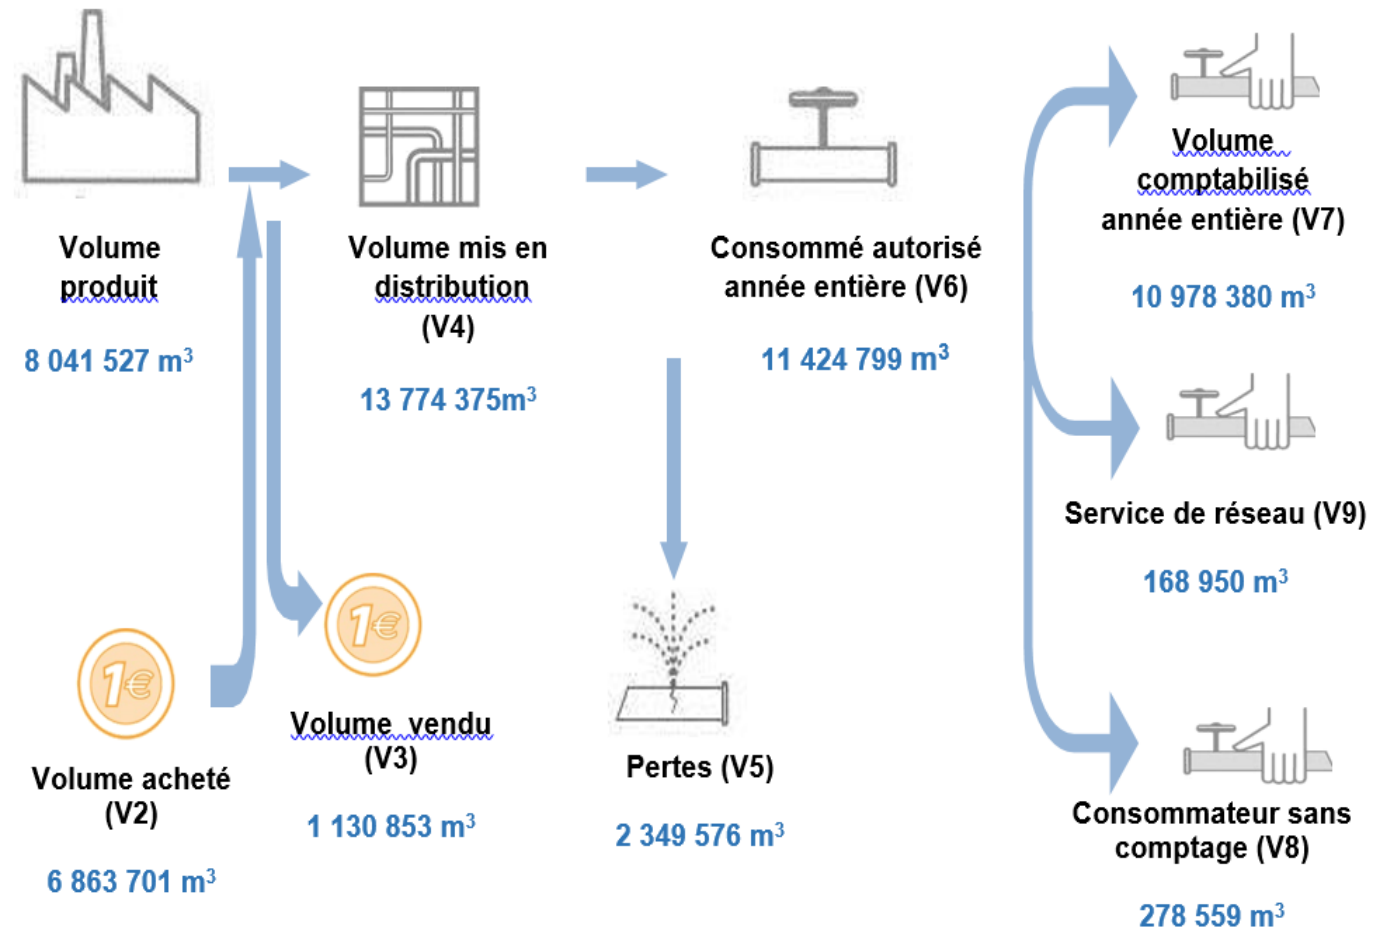 Volume
produit
8 041 527 m³
Volume mis en
distribution
(V4)
13 774 375m³
Consommé autorisé
année entière (V6)
11 424 799 m³
Volume
comptabilisé
année entière (V7)
10 978 380 m³
Service de réseau (V9)
168 950 m³
1€
Volume acheté
(V2)
6 863 701 m³
1€
Volume  vendu
(V3)
1 130 853 m³
Pertes (V5)
2 349 576 m³
Consommateur sans
comptage (V8)
278 559 m³